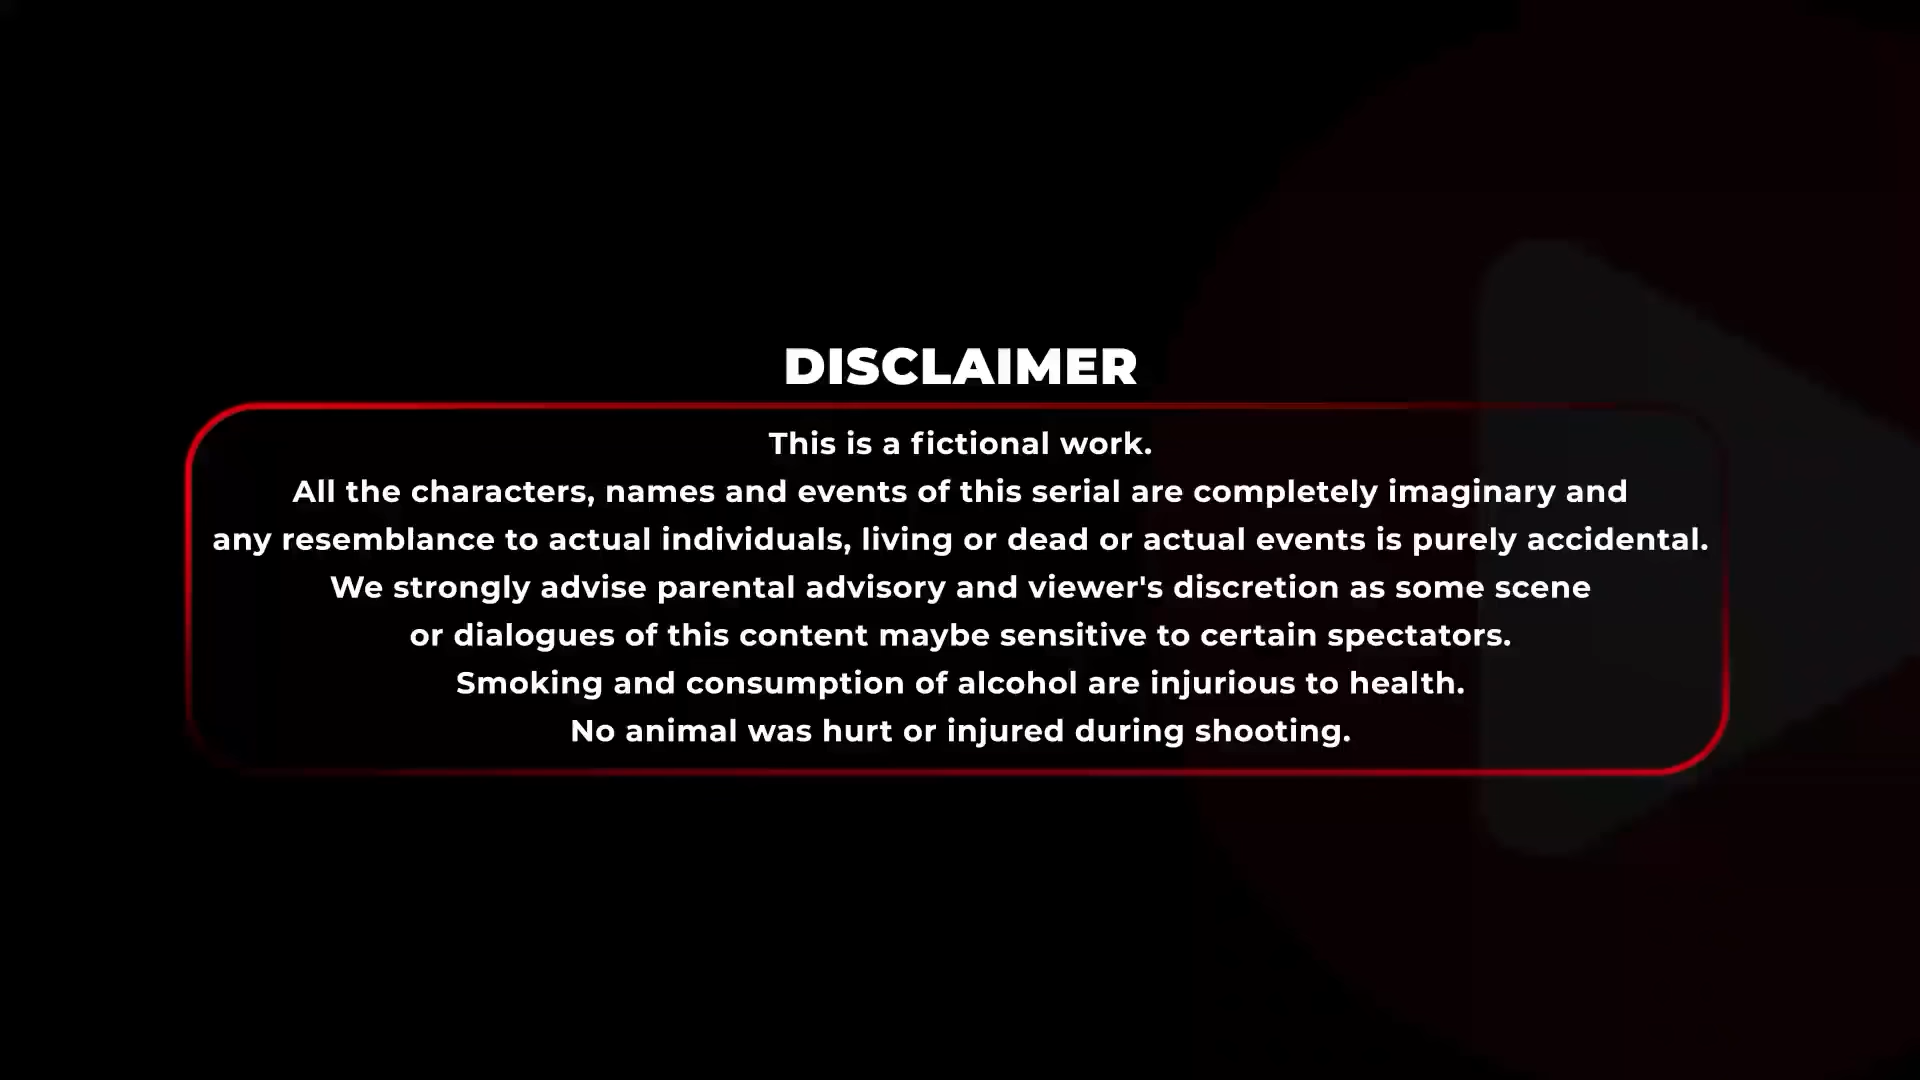 DISCLAIMER
This is a fictional work.
All the characters, names and events of this serial are completely imaginary and
any resemblance to actual individuals, living or dead or actual events is purely accidental.
We strongly advise parental advisory and viewer's discretion as some scene
or dialogues of this content maybe sensitive to certain spectators.
Smoking and consumption of alcohol are injurious to health.
No animal was hurt or injured during shooting.